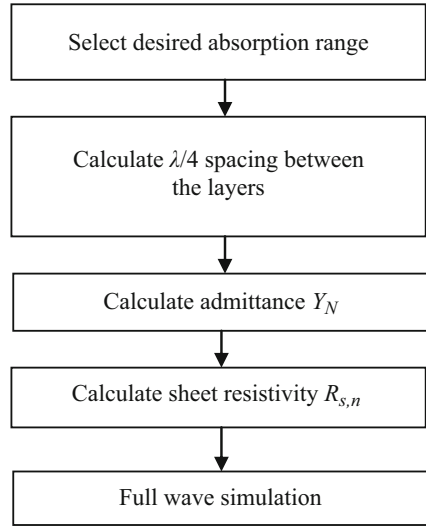 Select desired absorption range
Calculate λ/4 spacing between
the layers
Calculate admittance Y_N
Calculate sheet resistivity R_{s,n}
Full wave simulation